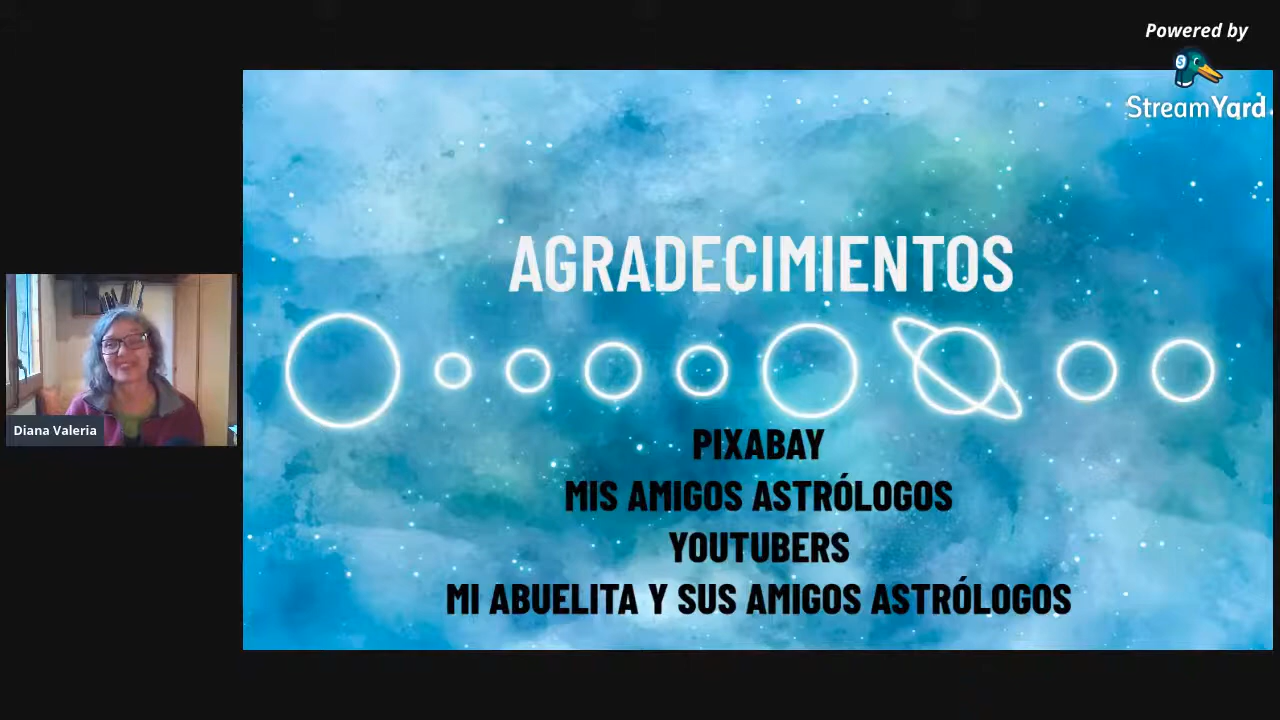 Powered by
StreamYard
AGRADECIMIENTOS
PIXABAY
MIS AMIGOS ASTRÓLOGOS
YOUTUBERS
MI ABUELITA Y SUS AMIGOS ASTRÓLOGOS
Diana Valeria